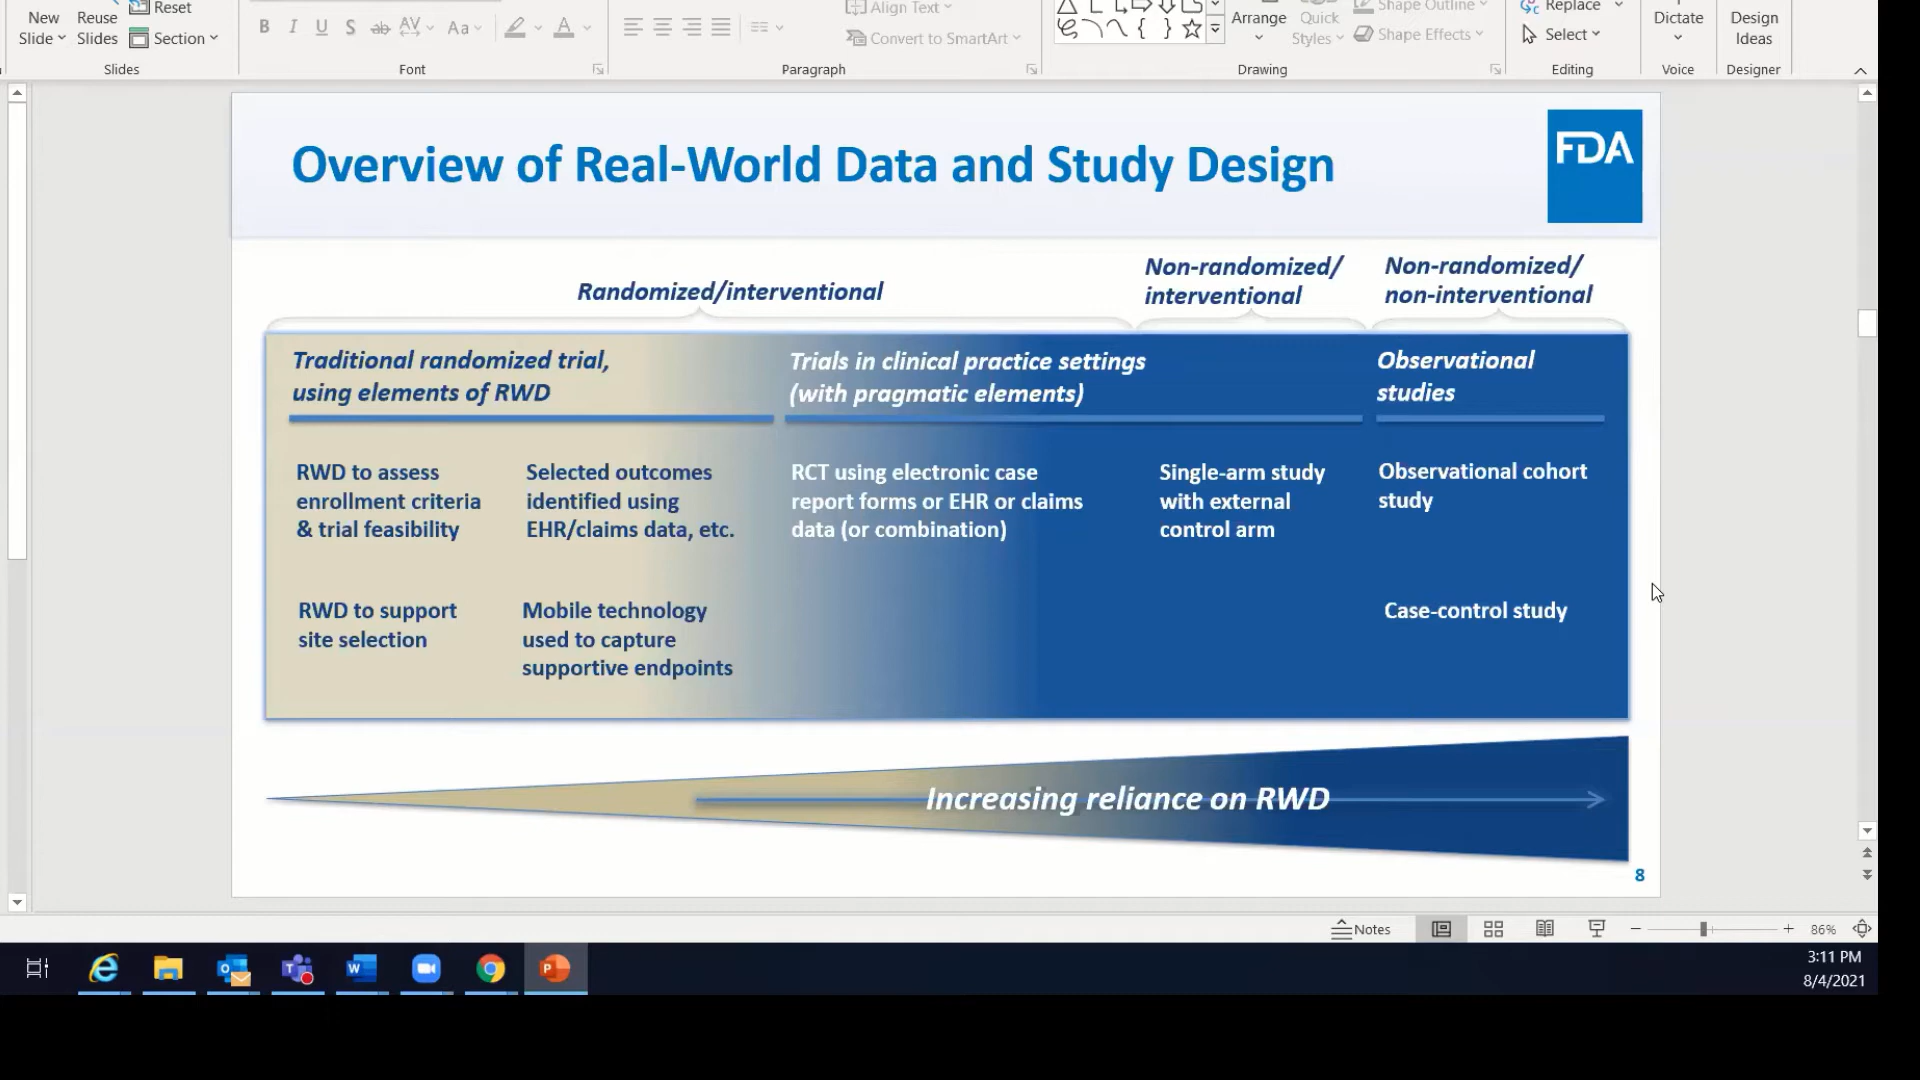 New
Slide
Reuse
Slides
Reset
Section
Slides
B I U S ab AV Aa A
Font
Align Text
Convert to SmartArt
Paragraph
Arrange
Quick
Styles
Shape Outline
Shape Effects
Drawing
Replace
Select
Editing
Dictate
Voice
Design
Ideas
Designer
Overview of Real-World Data and Study Design
FDA
Randomized/interventional
Non-randomized/
interventional
Non-randomized/
non-interventional
Traditional randomized trial,
using elements of RWD
Trials in clinical practice settings
(with pragmatic elements)
Observational
studies
RWD to assess
enrollment criteria
& trial feasibility
Selected outcomes
identified using
EHR/claims data, etc.
RCT using electronic case
report forms or EHR or claims
data (or combination)
Single-arm study
with external
control arm
Observational cohort
study
RWD to support
site selection
Mobile technology
used to capture
supportive endpoints
Case-control study
Increasing reliance on RWD
8
Notes
86%
3:11 PM
8/4/2021